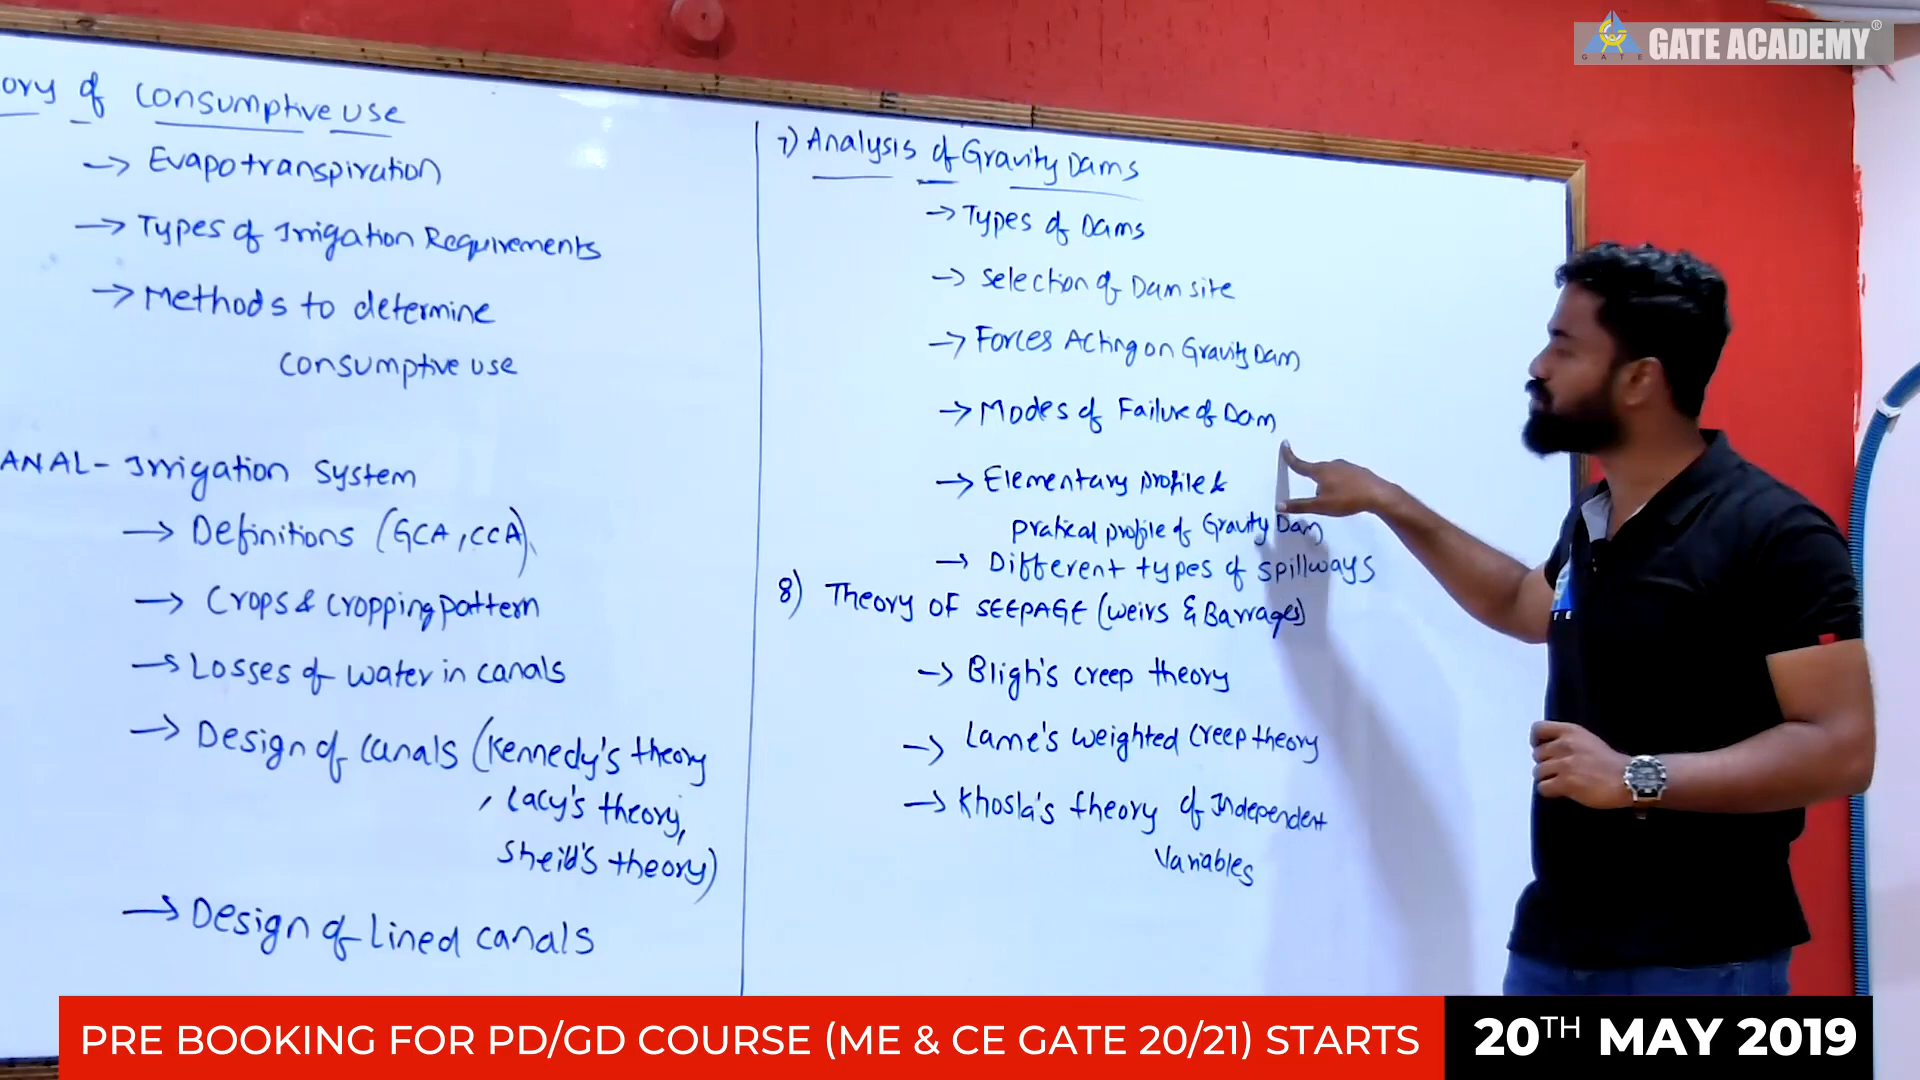 ory of Consumptive use
→ Evapotranspiration
→ Types of Irrigation Requirements
→ Methods to determine
consumptive use
ANAL - Irrigation System
→ Definitions (GCA, CCA)
→ Crops & cropping pattern
→ Losses of water in canals
→ Design of canals (Kennedy's theory
, Lacy's theory,
Sheild's theory)
→ Design of Lined canals
7) Analysis of Gravity Dams
→ Types of Dams
→ Selection of Dam site
→ Forces Acting on Gravity Dam
→ Modes of Failure of Dam
→ Elementary profile &
pratical profile of Gravity Dam
→ Different types of spillways
8) Theory OF SEEPAGE (weirs & Barrages)
→ Bligh's creep theory
→ Lame's weighted Creep theory
→ Khosla's theory of Independent
Variables
GATE
GATE ACADEMY®
PRE BOOKING FOR PD/GD COURSE (ME & CE GATE 20/21) STARTS
20TH MAY 2019